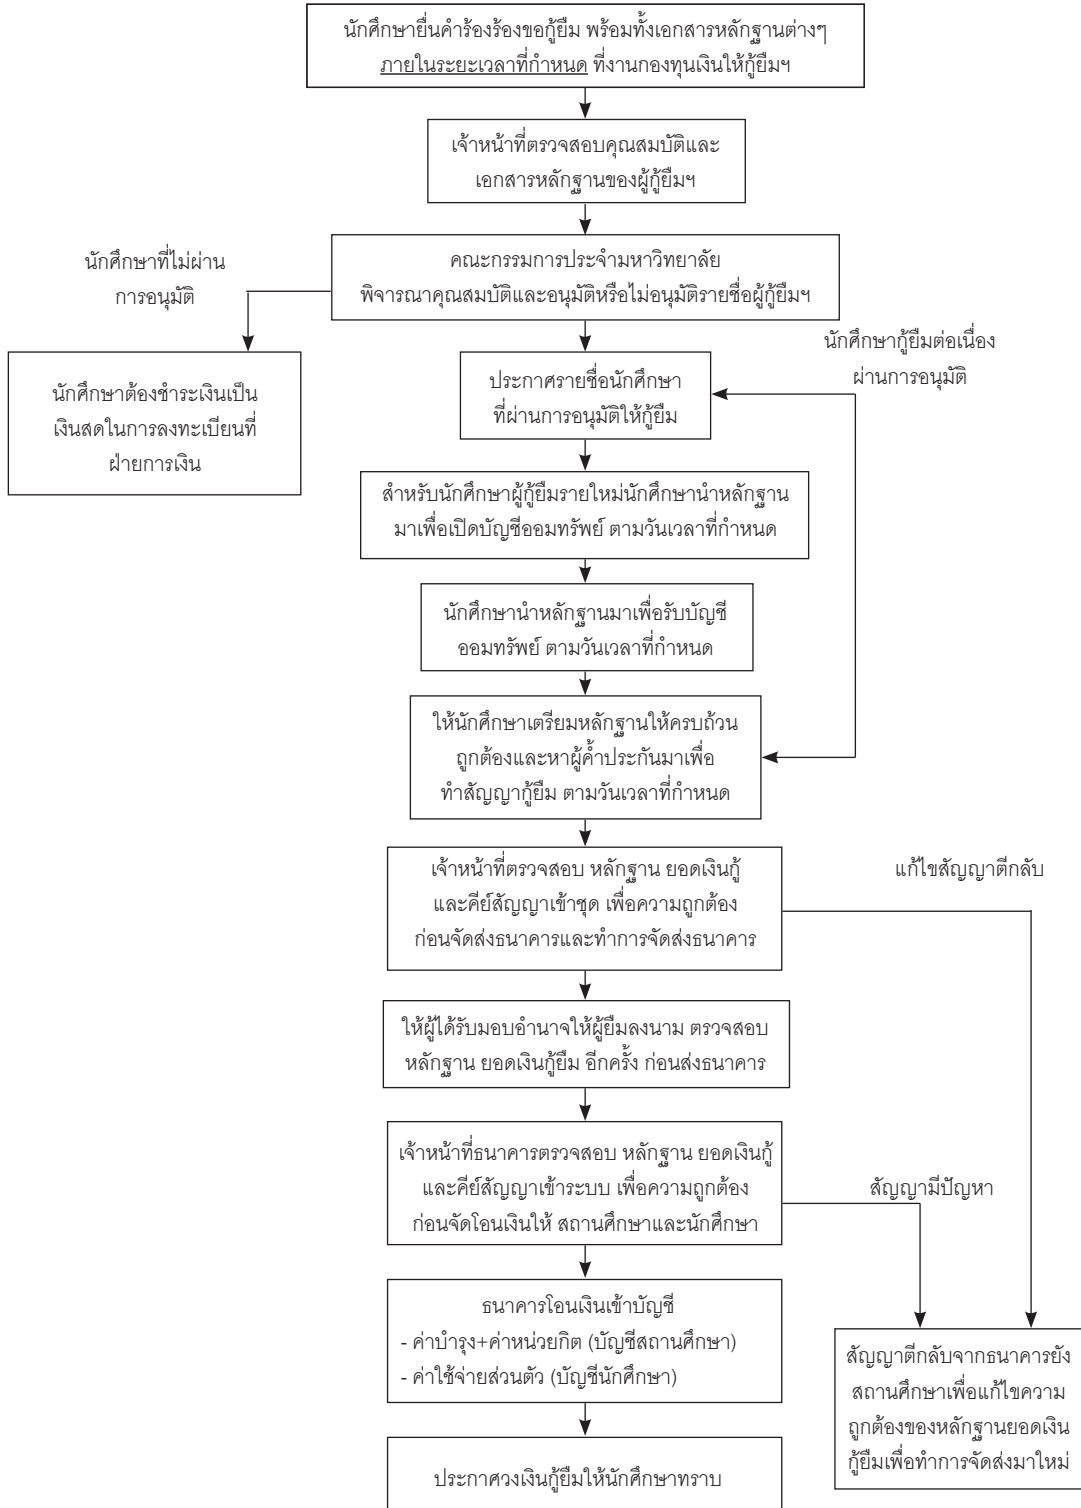 นักศึกษายื่นคำร้องร้องขอกู้ยืม พร้อมทั้งเอกสารหลักฐานต่างๆ
ภายในระยะเวลาที่กำหนด ที่งานกองทุนเงินให้กู้ยืมฯ
เจ้าหน้าที่ตรวจสอบคุณสมบัติและ
เอกสารหลักฐานของผู้กู้ยืมฯ
นักศึกษาที่ไม่ผ่าน
การอนุมัติ
คณะกรรมการประจำมหาวิทยาลัย
พิจารณาคุณสมบัติและอนุมัติหรือไม่อนุมัติรายชื่อผู้กู้ยืมฯ
นักศึกษากู้ยืมต่อเนื่อง
ผ่านการอนุมัติ
นักศึกษาต้องชำระเงินเป็น
เงินสดในการลงทะเบียนที่
ฝ่ายการเงิน
ประกาศรายชื่อนักศึกษา
ที่ผ่านการอนุมัติให้กู้ยืม
สำหรับนักศึกษาผู้กู้ยืมรายใหม่นักศึกษานำหลักฐาน
มาเพื่อเปิดบัญชีออมทรัพย์ ตามวันเวลาที่กำหนด
นักศึกษานำหลักฐานมาเพื่อรับบัญชี
ออมทรัพย์ ตามวันเวลาที่กำหนด
ให้นักศึกษาเตรียมหลักฐานให้ครบถ้วน
ถูกต้องและหาผู้ค้ำประกันมาเพื่อ
ทำสัญญากู้ยืม ตามวันเวลาที่กำหนด
เจ้าหน้าที่ตรวจสอบ หลักฐาน ยอดเงินกู้
และคีย์สัญญาเข้าชุด เพื่อความถูกต้อง
ก่อนจัดส่งธนาคารและทำการจัดส่งธนาคาร
แก้ไขสัญญาตีกลับ
ให้ผู้ได้รับมอบอำนาจให้ผู้ยืมลงนาม ตรวจสอบ
หลักฐาน ยอดเงินกู้ยืม อีกครั้ง ก่อนส่งธนาคาร
เจ้าหน้าที่ธนาคารตรวจสอบ หลักฐาน ยอดเงินกู้
และคีย์สัญญาเข้าระบบ เพื่อความถูกต้อง
ก่อนจัดโอนเงินให้ สถานศึกษาและนักศึกษา
สัญญามีปัญหา
ธนาคารโอนเงินเข้าบัญชี
- ค่าบำรุง+ค่าหน่วยกิต (บัญชีสถานศึกษา)
- ค่าใช้จ่ายส่วนตัว (บัญชีนักศึกษา)
สัญญาตีกลับจากธนาคารยัง
สถานศึกษาเพื่อแก้ไขความ
ถูกต้องของหลักฐานยอดเงิน
กู้ยืมเพื่อทำการจัดส่งมาใหม่
ประกาศวงเงินกู้ยืมให้นักศึกษาทราบ